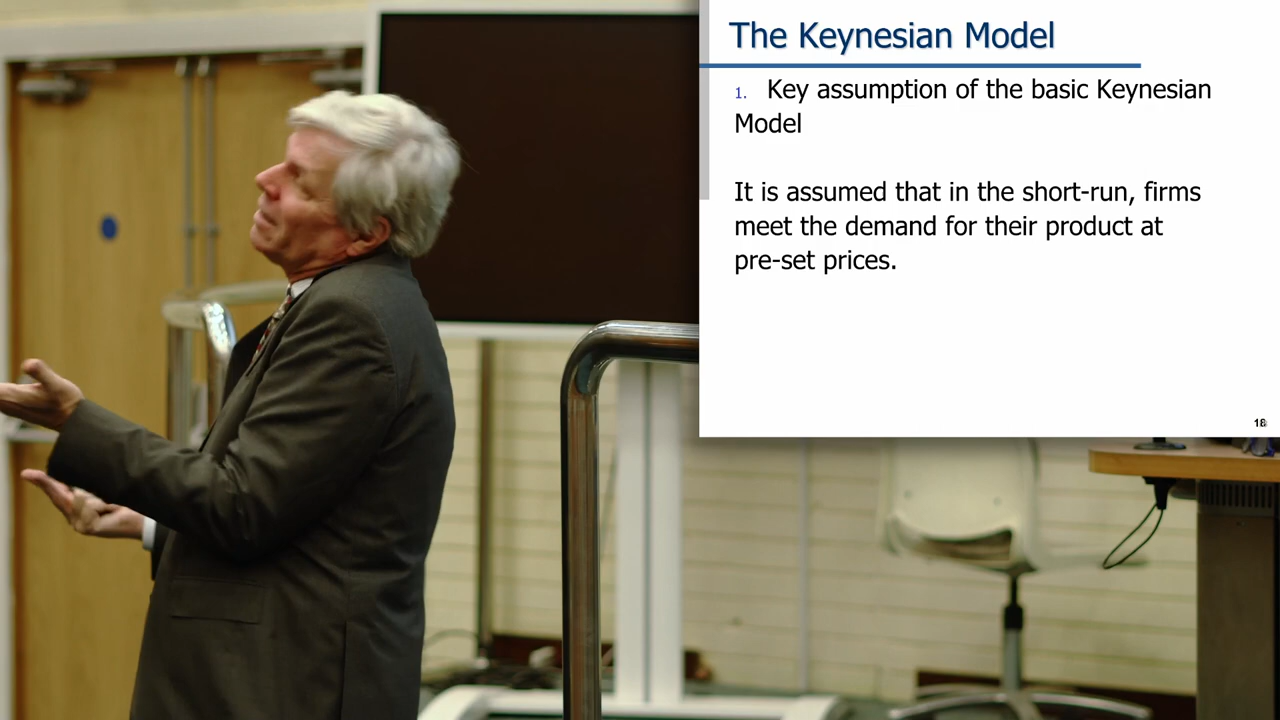 The Keynesian Model
1. Key assumption of the basic Keynesian
Model
It is assumed that in the short-run, firms
meet the demand for their product at
pre-set prices.
18